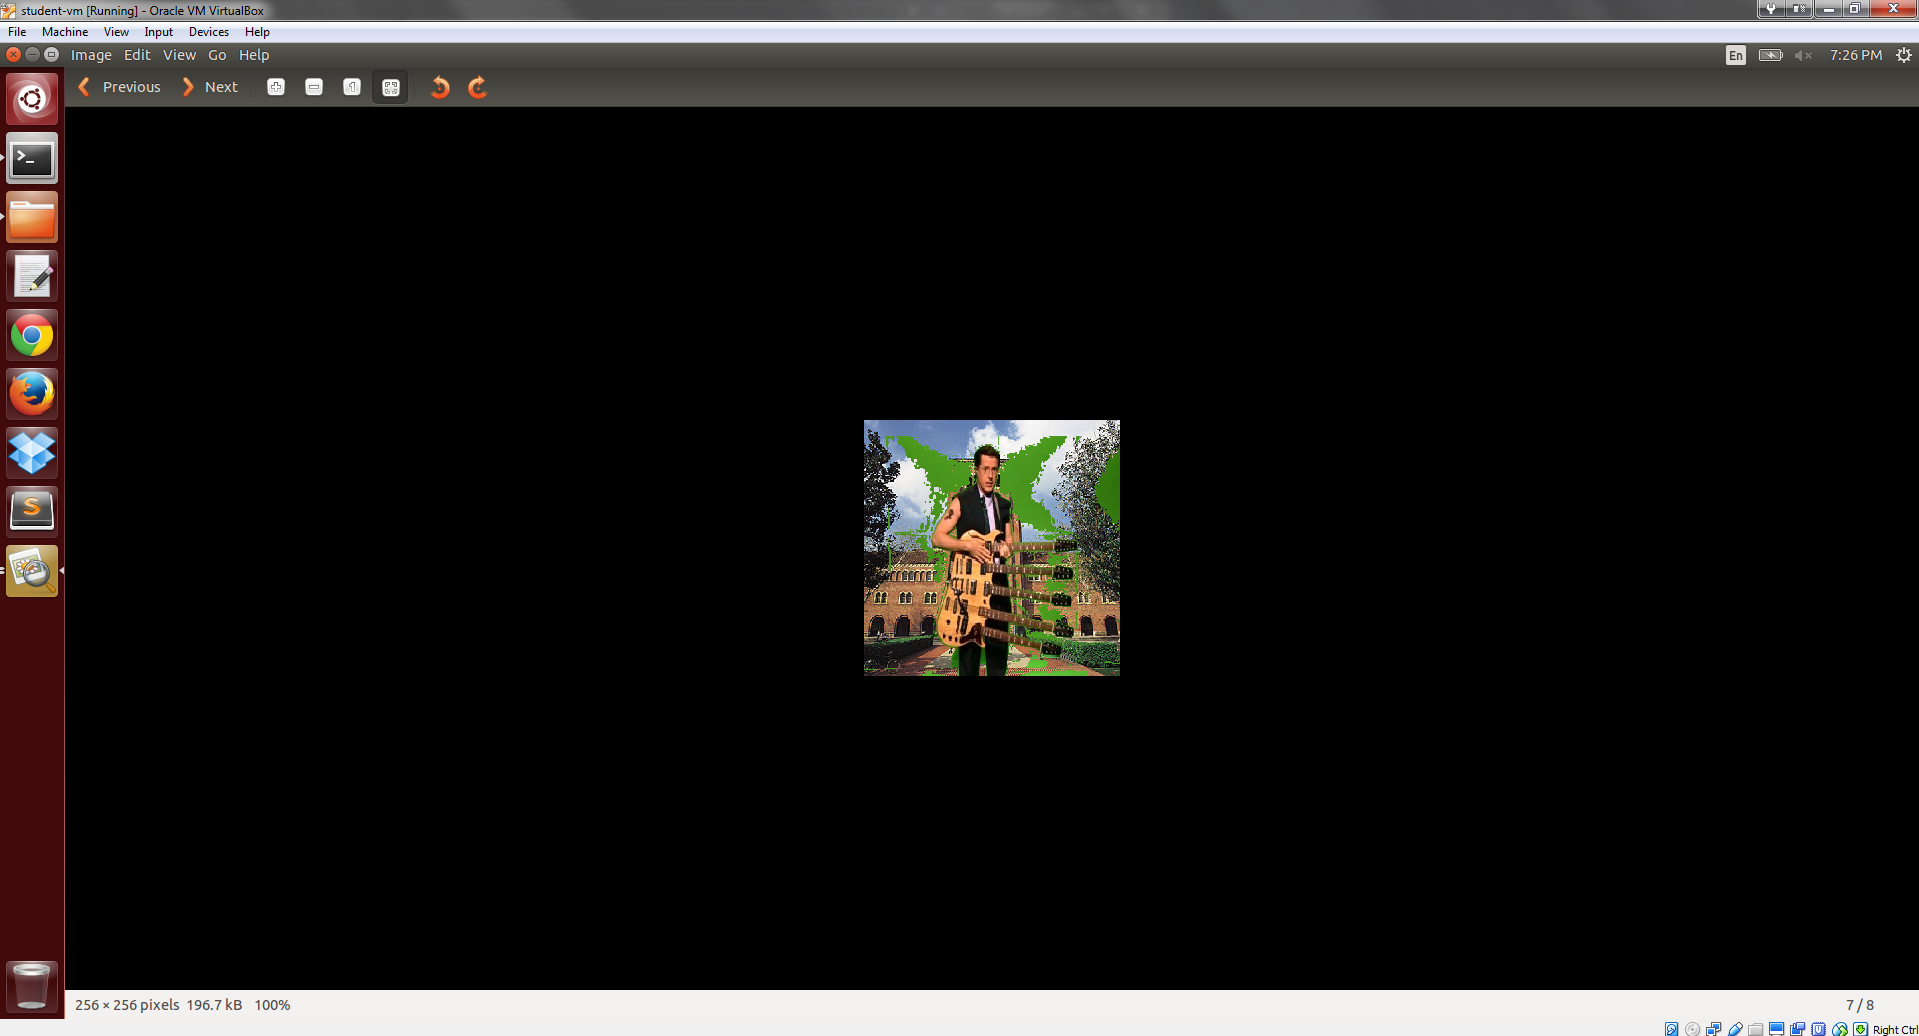 student-vm [Running] - Oracle VM VirtualBox
File Machine View Input Devices Help
Image Edit View Go Help
En 7:26 PM
Previous Next 1
S
256 × 256 pixels 196.7 kB 100% 7 / 8
Right Ctrl